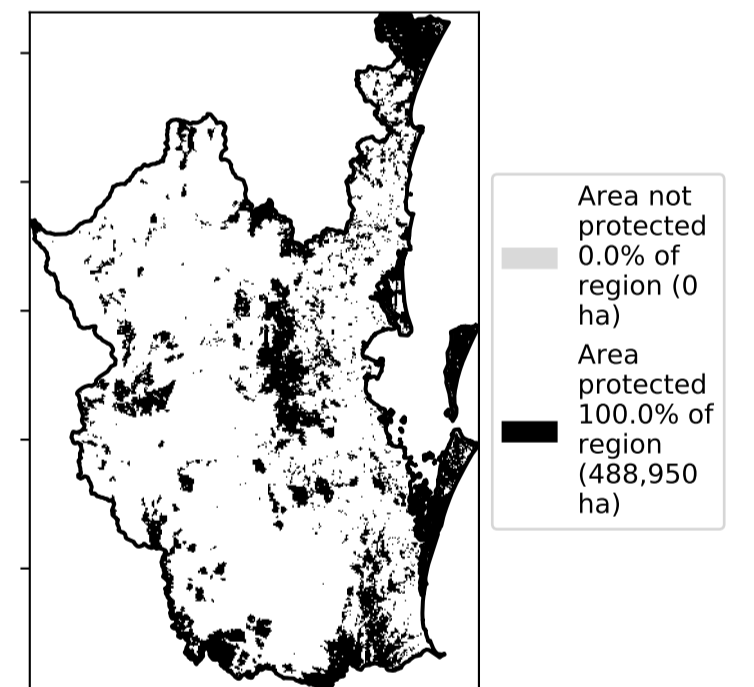 Area not
protected
0.0% of
region (0
ha)
Area
protected
100.0% of
region
(488,950
ha)